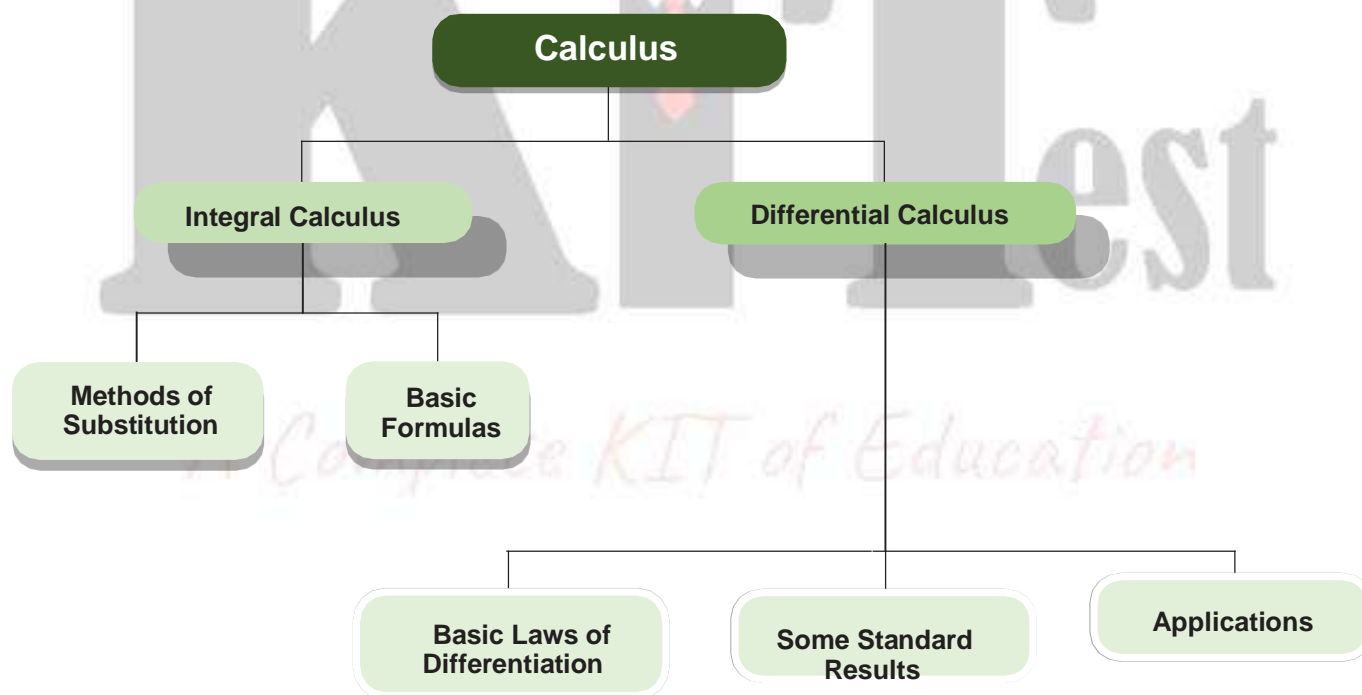 Calculus
Integral Calculus
Differential Calculus
Methods of
Substitution
Basic
Formulas
Basic Laws of
Differentiation
Some Standard
Results
Applications
KITest
A Complete KIT of Education